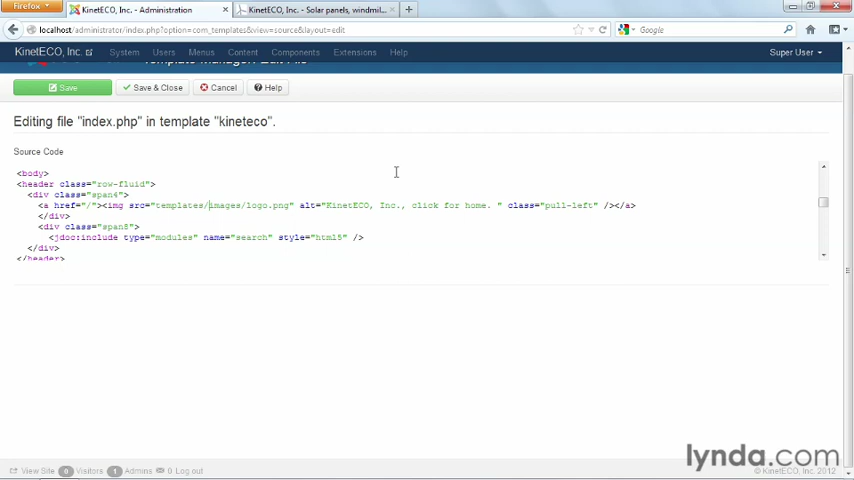 Firefox
KinetECO, Inc. - Administration
KinetECO, Inc. - Solar panels, windmil...
localhost/administrator/index.php?option=com_templates&view=source&layout=edit
Google
KinetECO, Inc. System Users Menus Content Components Extensions Help Super User
Template Manager: Edit File
Save Save & Close Cancel Help
Editing file "index.php" in template "kineteco".
Source Code
<body>
<header class="row-fluid">
<div class="span4">
<a href="/"><img src="templates/images/logo.png" alt="KinetECO, Inc., click for home. " class="pull-left" /></a>
</div>
<div class="span8">
<jdoc:include type="modules" name="search" style="html5" />
</div>
</header>
View Site 0 Visitors 1 Admins 0 Log out
lynda.com
© KinetECO, Inc. 2012